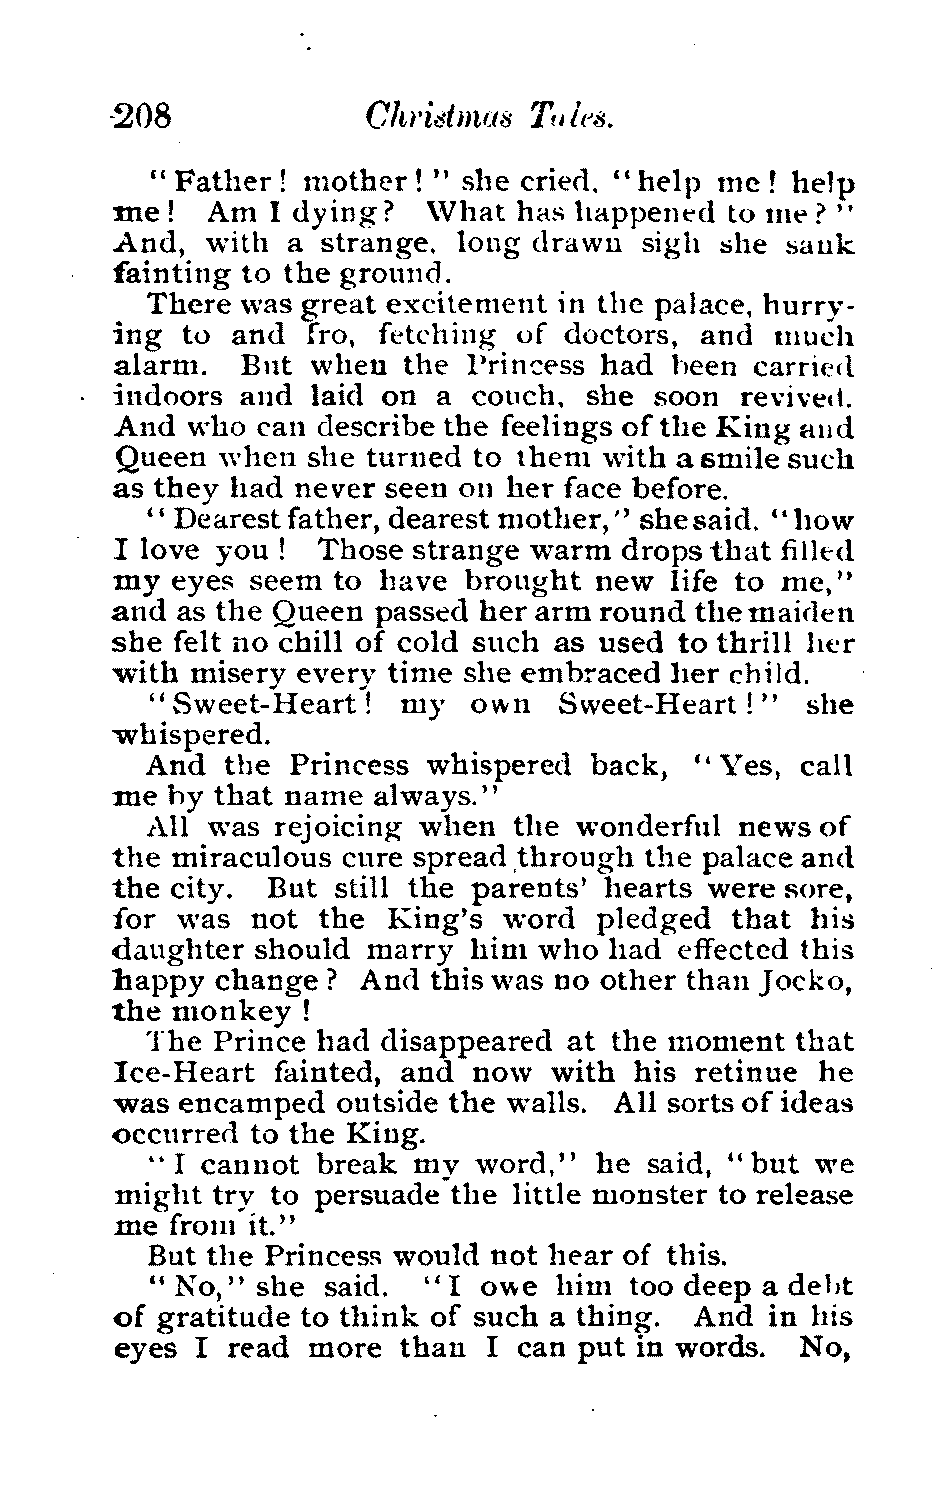 208 Christmas Tales.
"Father! mother!" she cried, "help me! help
me! Am I dying? What has happened to me?"
And, with a strange, long drawn sigh she sank
fainting to the ground.
There was great excitement in the palace, hurry-
ing to and fro, fetching of doctors, and much
alarm. But when the Princess had been carried
indoors and laid on a couch, she soon revived.
And who can describe the feelings of the King and
Queen when she turned to them with a smile such
as they had never seen on her face before.
"Dearest father, dearest mother," she said. "how
I love you! Those strange warm drops that filled
my eyes seem to have brought new life to me,"
and as the Queen passed her arm round the maiden
she felt no chill of cold such as used to thrill her
with misery every time she embraced her child.
"Sweet-Heart! my own Sweet-Heart!" she
whispered.
And the Princess whispered back, "Yes, call
me by that name always."
All was rejoicing when the wonderful news of
the miraculous cure spread through the palace and
the city. But still the parents' hearts were sore,
for was not the King's word pledged that his
daughter should marry him who had effected this
happy change? And this was no other than Jocko,
the monkey!
The Prince had disappeared at the moment that
Ice-Heart fainted, and now with his retinue he
was encamped outside the walls. All sorts of ideas
occurred to the King.
"I cannot break my word," he said, "but we
might try to persuade the little monster to release
me from it."
But the Princess would not hear of this.
"No," she said. "I owe him too deep a debt
of gratitude to think of such a thing. And in his
eyes I read more than I can put in words. No,